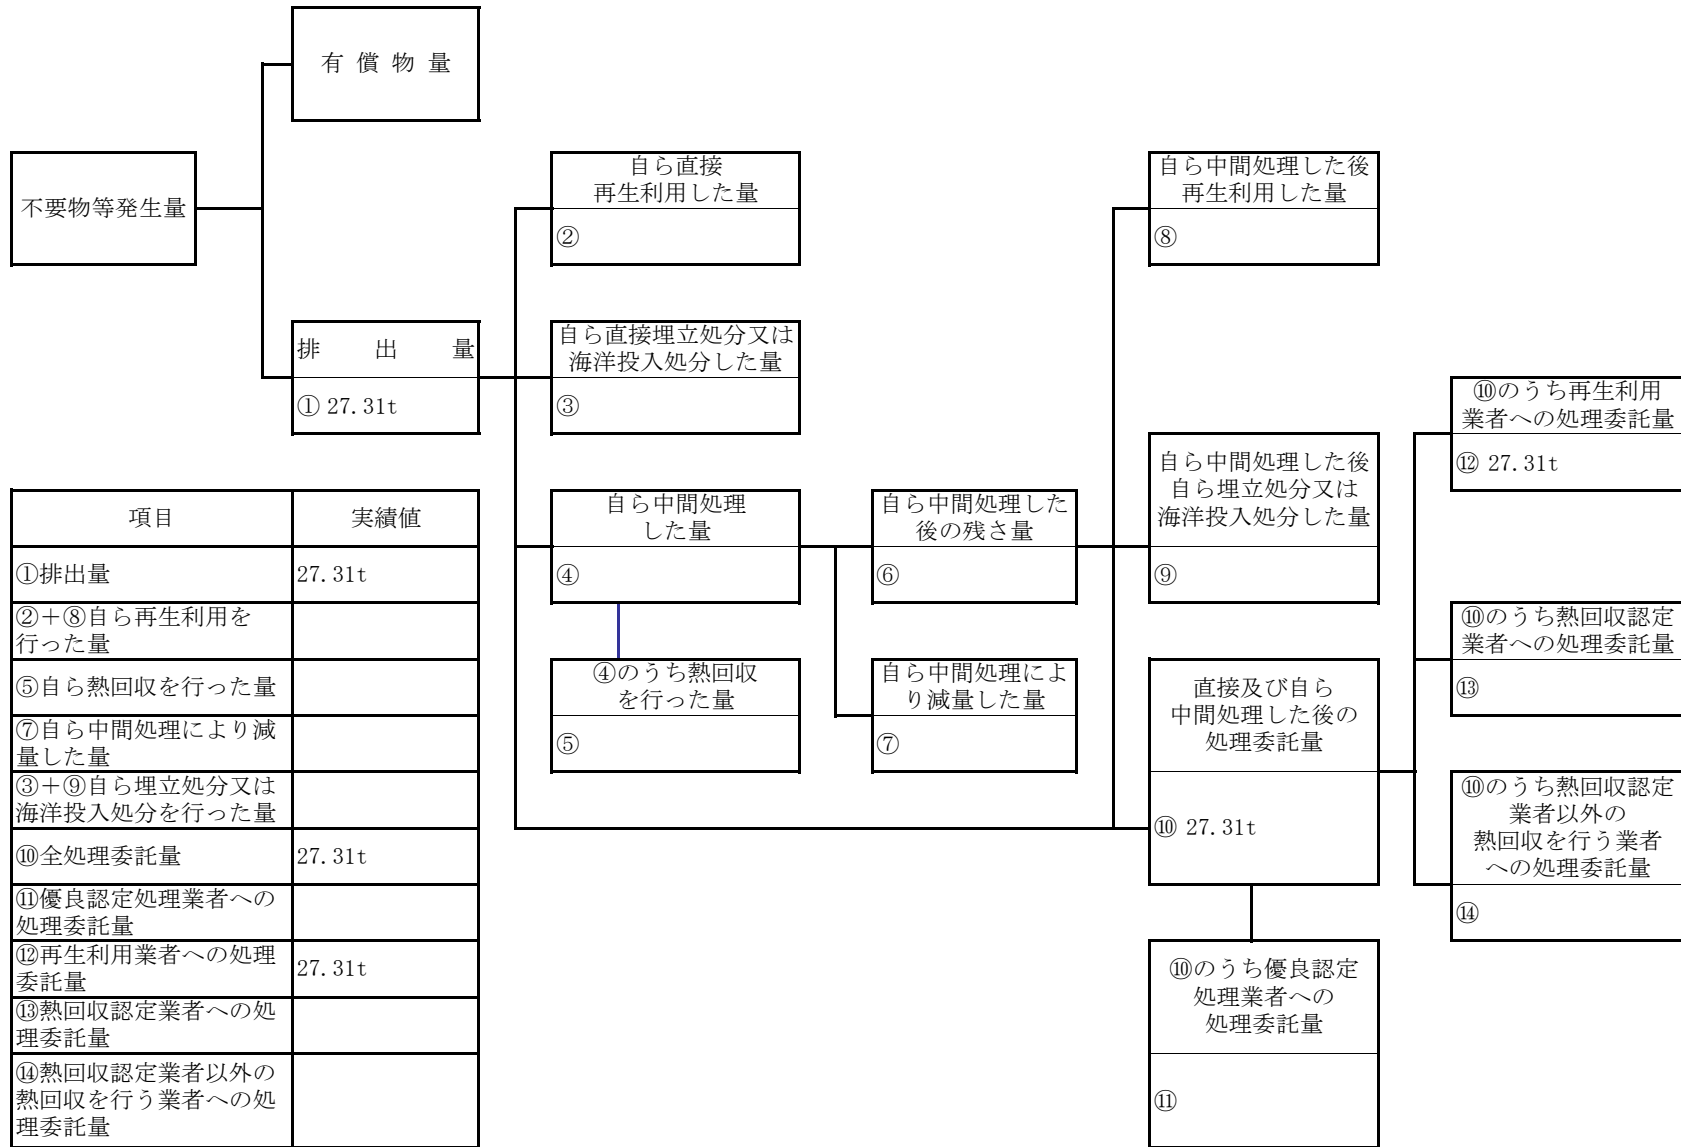 有 償 物 量
不要物等発生量
自ら直接
再生利用した量
②
自ら中間処理した後
再生利用した量
⑧
排 出 量
① 27.31t
自ら直接埋立処分又は
海洋投入処分した量
③
⑩のうち再生利用
業者への処理委託量
⑫ 27.31t
自ら中間処理した後
自ら埋立処分又は
海洋投入処分した量
⑨
自ら中間処理
した量
④
自ら中間処理した
後の残さ量
⑥
⑩のうち熱回収認定
業者への処理委託量
⑬
④のうち熱回収
を行った量
⑤
自ら中間処理によ
り減量した量
⑦
直接及び自ら
中間処理した後の
処理委託量
⑩ 27.31t
⑩のうち熱回収認定
業者以外の
熱回収を行う業者
への処理委託量
⑭
⑩のうち優良認定
処理業者への
処理委託量
⑪
項目 実績値
①排出量 27.31t
②＋⑧自ら再生利用を
行った量
⑤自ら熱回収を行った量
⑦自ら中間処理により減
量した量
③＋⑨自ら埋立処分又は
海洋投入処分を行った量
⑩全処理委託量 27.31t
⑪優良認定処理業者への
処理委託量
⑫再生利用業者への処理
委託量 27.31t
⑬熱回収認定業者への処
理委託量
⑭熱回収認定業者以外の
熱回収を行う業者への処
理委託量